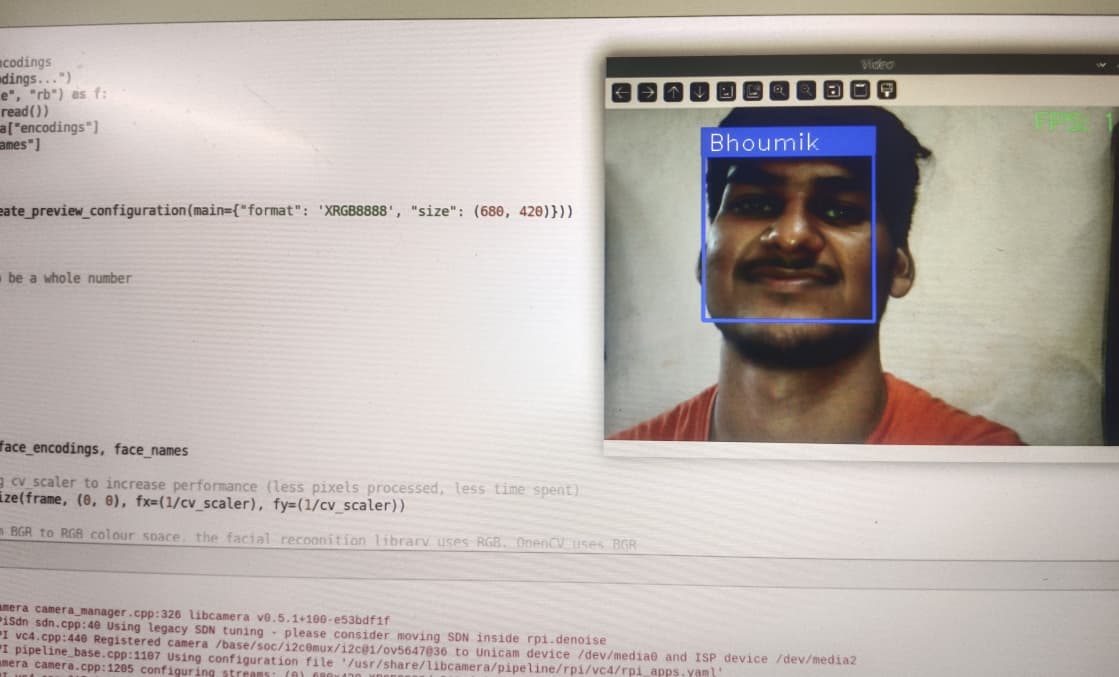 ncodings
dings...")
e", "rb") as f:
read())
a["encodings"]
ames"]
eate_preview_configuration(main={"format": 'XRGB8888', "size": (680, 420)}))
be a whole number
face_encodings, face_names
g cv_scaler to increase performance (less pixels processed, less time spent)
ize(frame, (0, 0), fx=(1/cv_scaler), fy=(1/cv_scaler))
BGR to RGB colour space, the facial recognition library uses RGB, OpenCV uses BGR
Video
FPS: 1
Bhoumik
amera camera_manager.cpp:326 libcamera v0.5.1+100-e53bdf1f
PiSdn sdn.cpp:40 Using legacy SDN tuning - please consider moving SDN inside rpi.denoise
PI vc4.cpp:440 Registered camera /base/soc/i2c0mux/i2c@1/ov5647@36 to Unicam device /dev/media0 and ISP device /dev/media2
PI pipeline_base.cpp:1107 Using configuration file '/usr/share/libcamera/pipeline/rpi/vc4/rpi_apps.yaml'
amera camera.cpp:1205 configuring streams: (0)